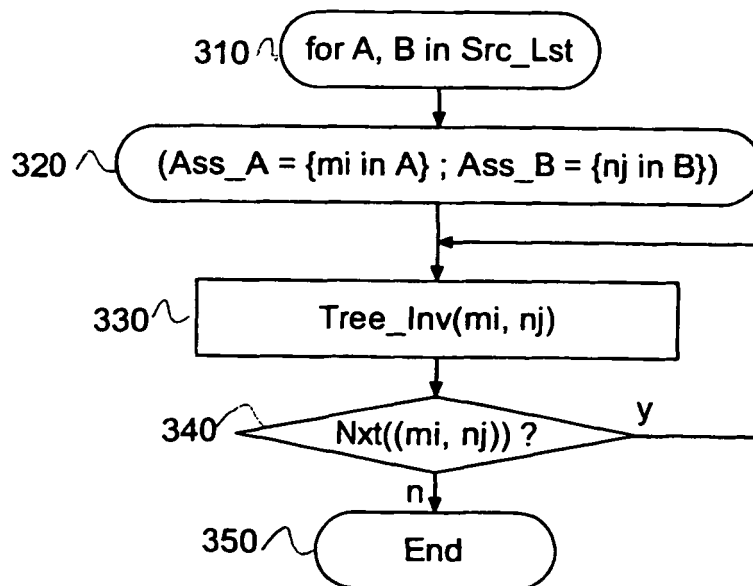 310 for A, B in Src_Lst
320 (Ass_A = {mi in A} ; Ass_B = {nj in B})
330 Tree_Inv(mi, nj)
340 Nxt((mi, nj)) ? y
n
350 End